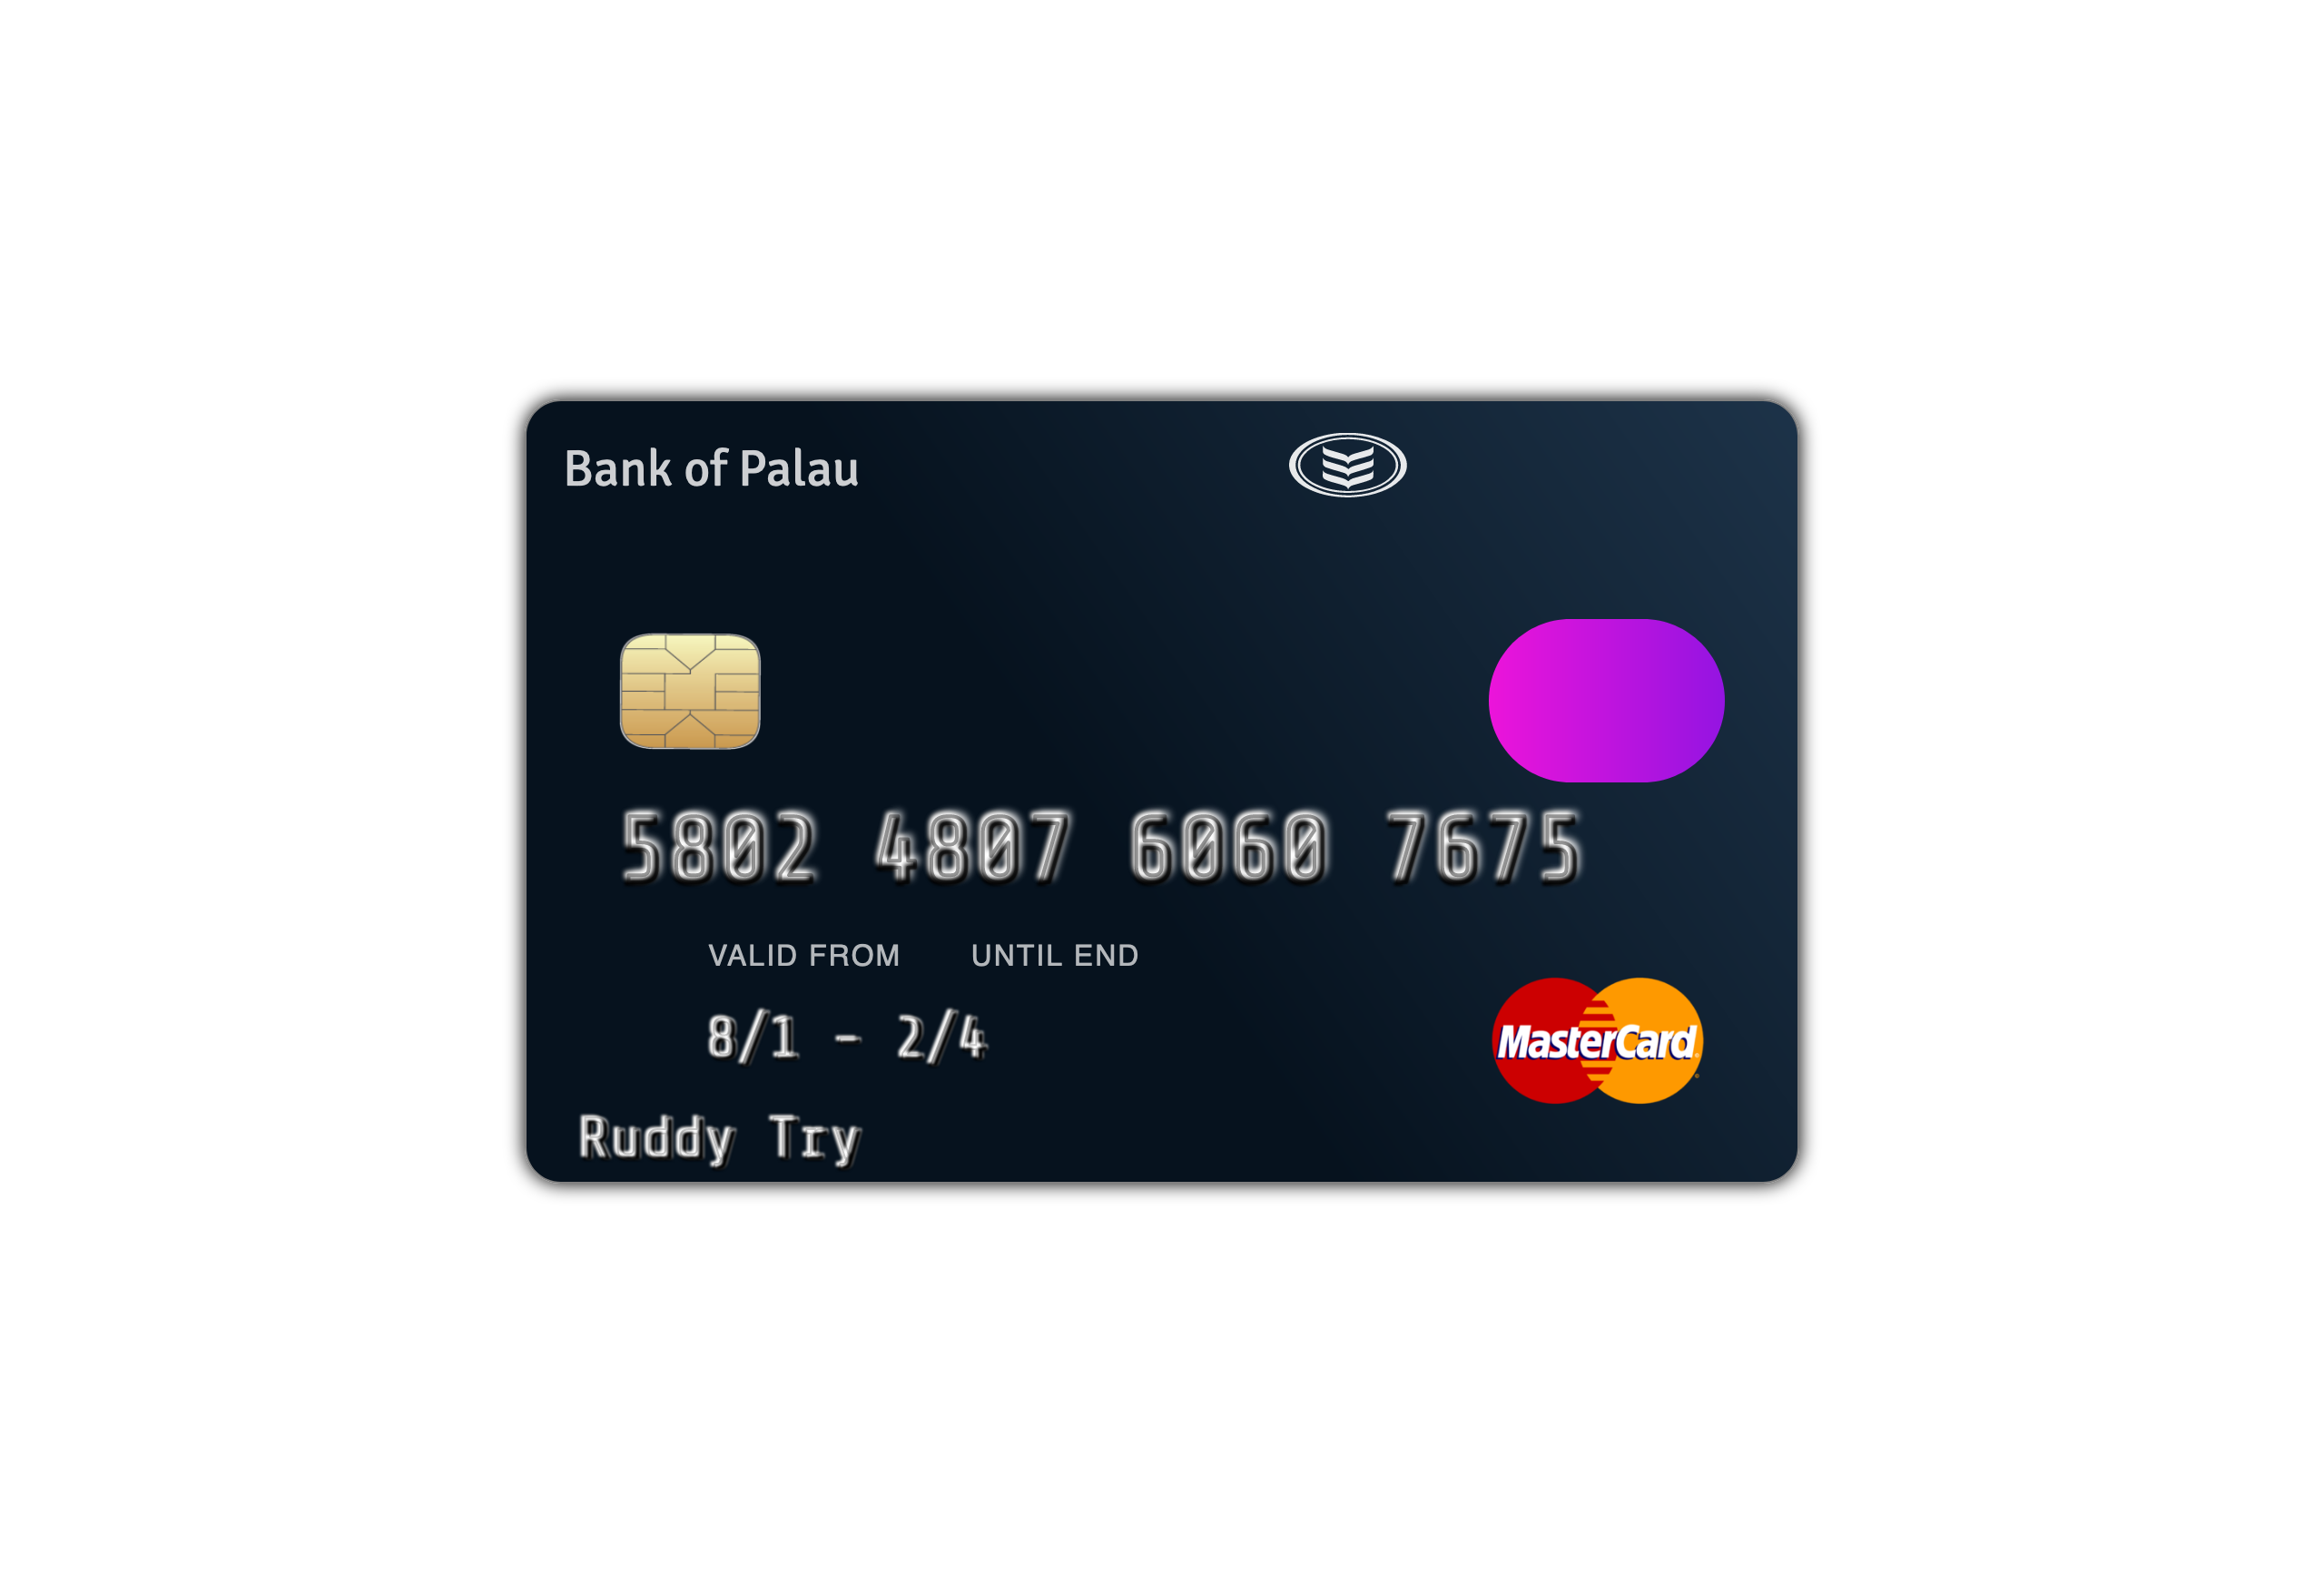 Bank of Palau
5802 4807 6060 7675
VALID FROM UNTIL END
8/1 - 2/4
MasterCard
Ruddy Try